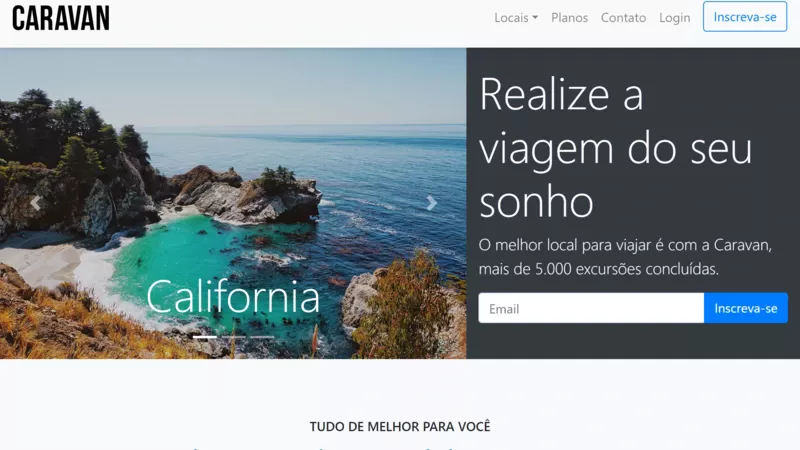 CARAVAN
Locais
Planos
Contato
Login
Inscreva-se
California
Realize a
viagem do seu
sonho
O melhor local para viajar é com a Caravan,
mais de 5.000 excursões concluídas.
Email
Inscreva-se
TUDO DE MELHOR PARA VOCÊ